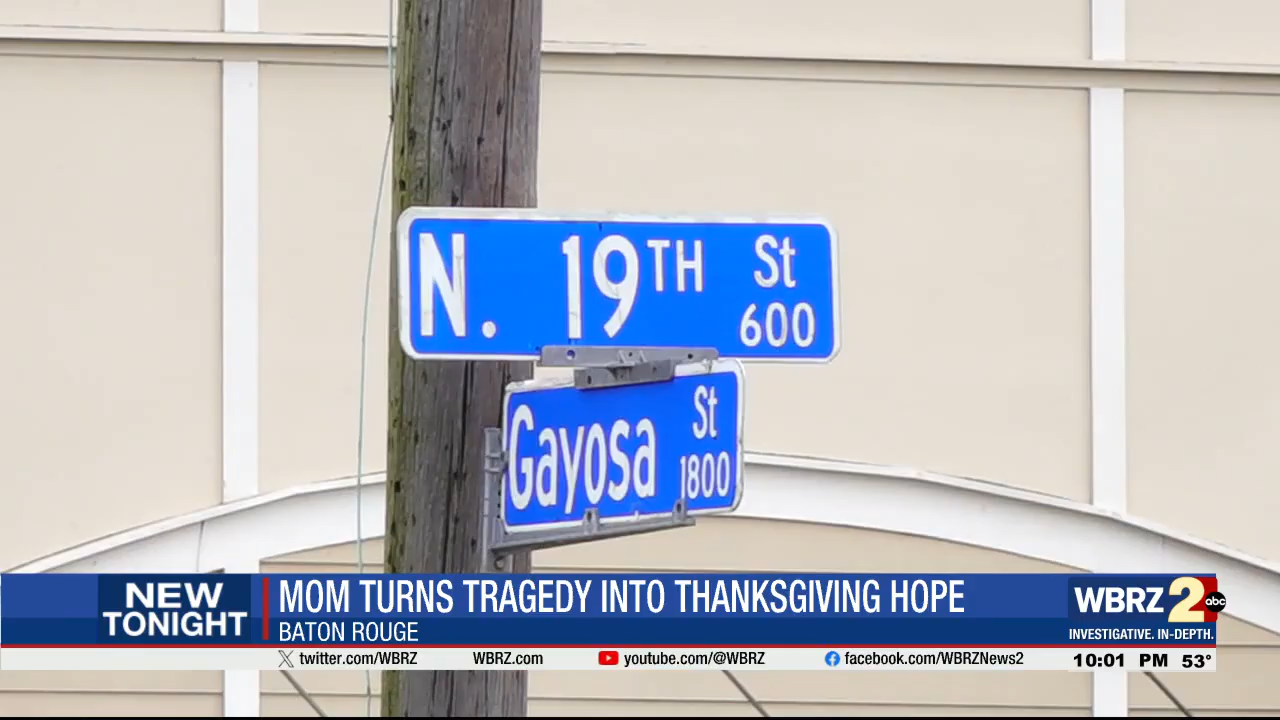 N. 19TH St
600
Gayosa St
1800
NEW TONIGHT
MOM TURNS TRAGEDY INTO THANKSGIVING HOPE
BATON ROUGE
WBRZ 2 abc
INVESTIGATIVE. IN-DEPTH.
twitter.com/WBRZ WBRZ.com youtube.com/@WBRZ facebook.com/WBRZNews2 10:01 PM 53°